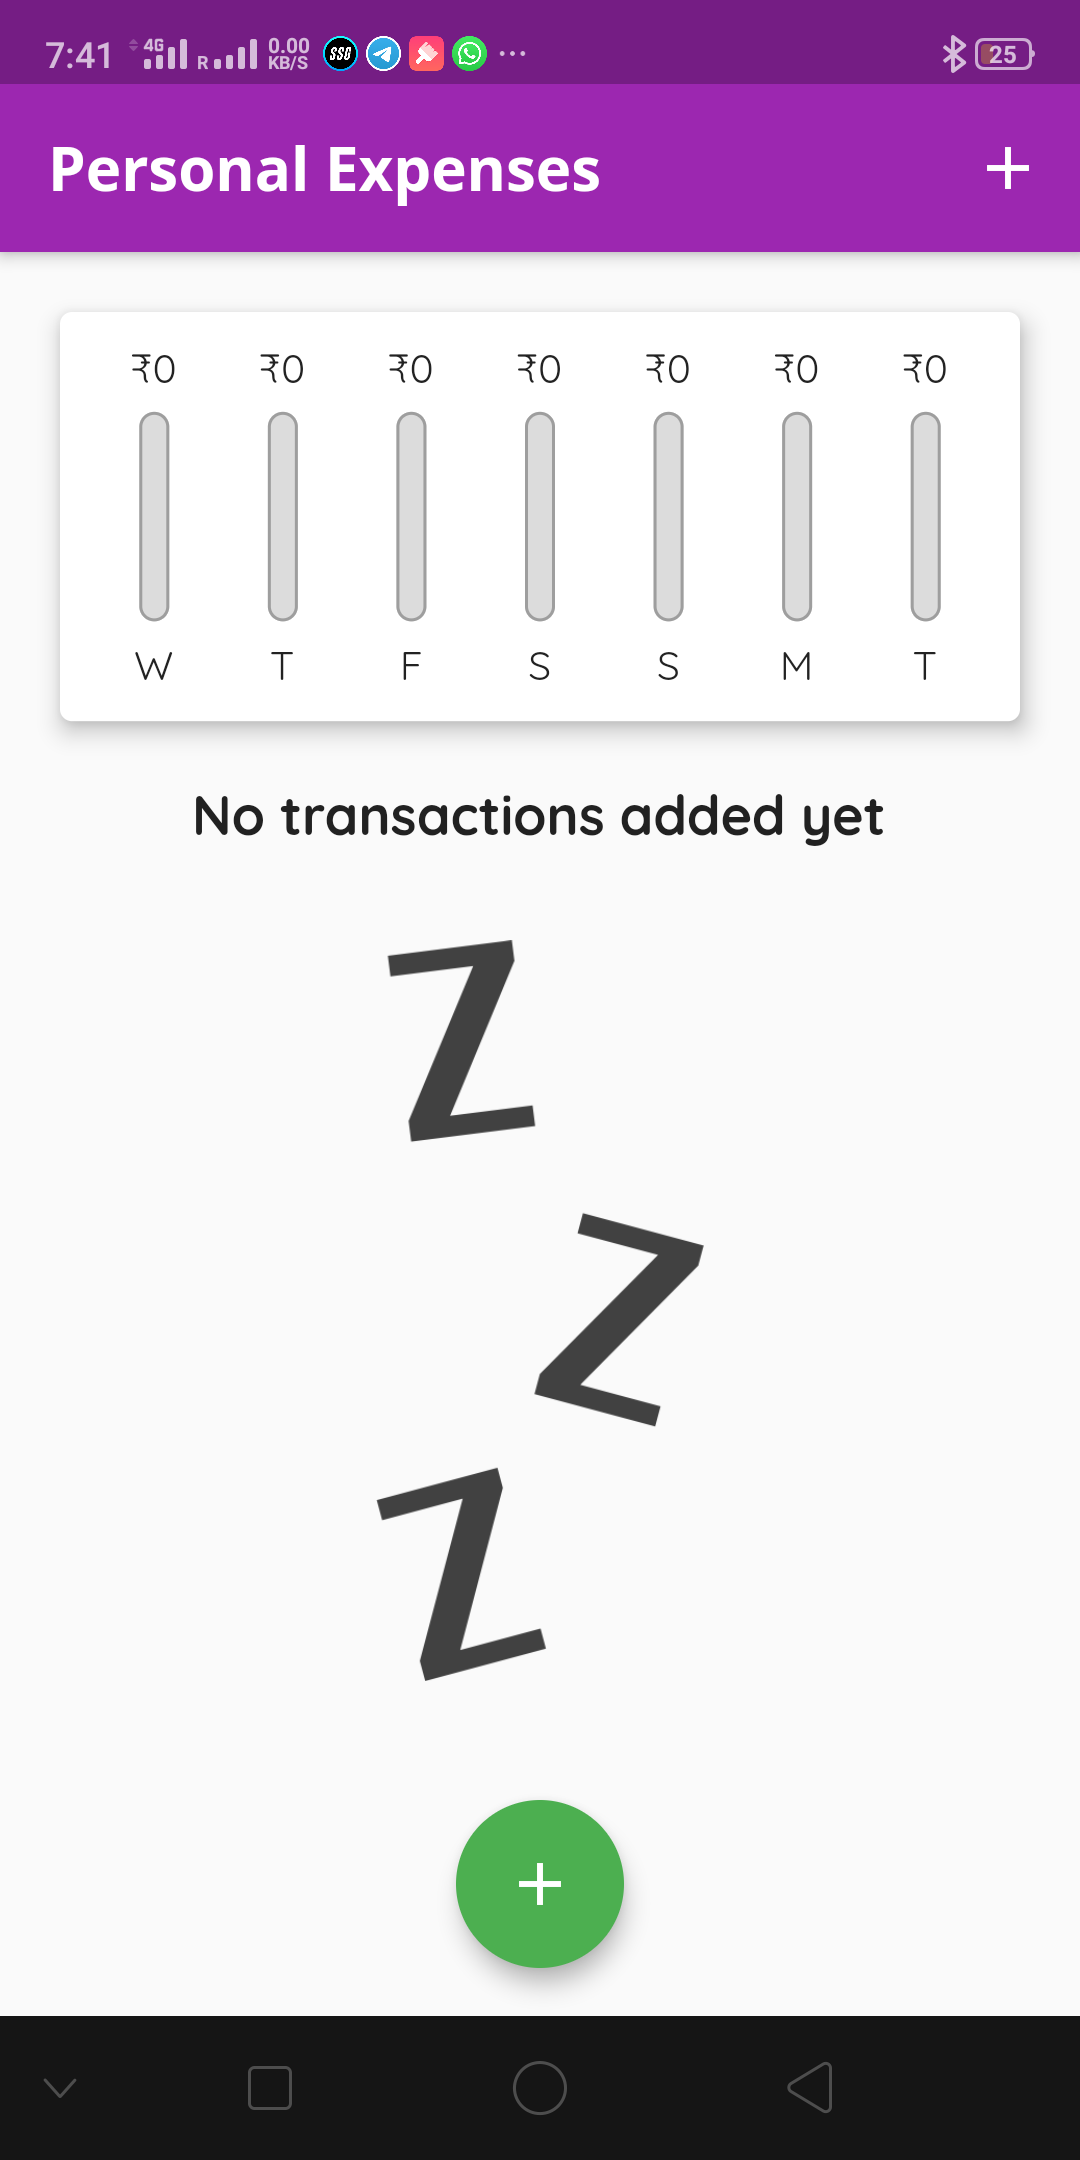 7:41 4G R 0.00 KB/S SSO 25
Personal Expenses
₹0 ₹0 ₹0 ₹0 ₹0 ₹0 ₹0
W T F S S M T
No transactions added yet
Z
Z
Z